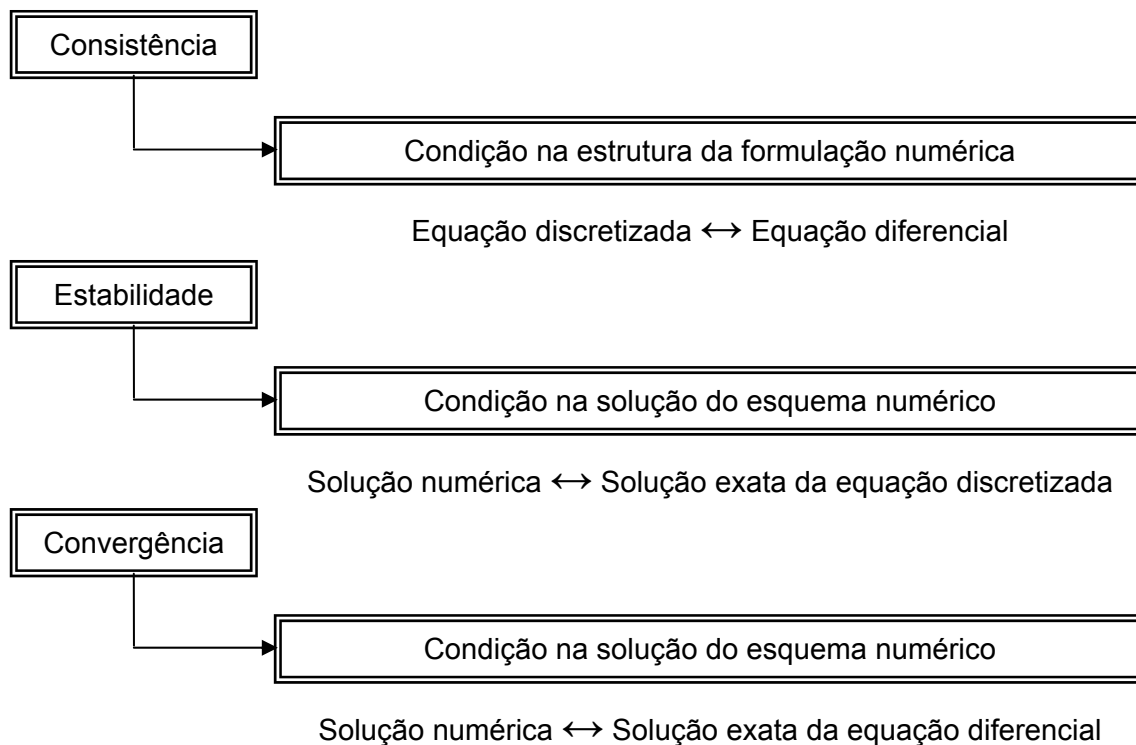 Consistência
Condição na estrutura da formulação numérica
Equação discretizada ↔ Equação diferencial
Estabilidade
Condição na solução do esquema numérico
Solução numérica ↔ Solução exata da equação discretizada
Convergência
Condição na solução do esquema numérico
Solução numérica ↔ Solução exata da equação diferencial